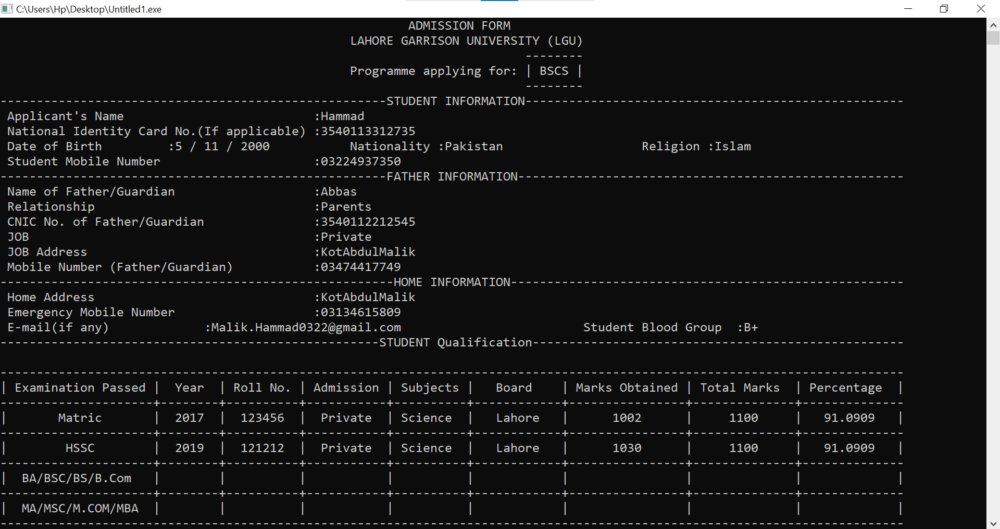 C:\Users\Hp\Desktop\Untitled1.exe
ADMISSION FORM
LAHORE GARRISON UNIVERSITY (LGU)
--------
Programme applying for: | BSCS |
--------
-----------------------------------------------------STUDENT INFORMATION----------------------------------------------------
Applicant's Name :Hammad
National Identity Card No.(If applicable) :3540113312735
Date of Birth :5 / 11 / 2000 Nationality :Pakistan Religion :Islam
Student Mobile Number :03224937350
-----------------------------------------------------FATHER INFORMATION-----------------------------------------------------
Name of Father/Guardian :Abbas
Relationship :Parents
CNIC No. of Father/Guardian :3540112212545
JOB :Private
JOB Address :KotAbdulMalik
Mobile Number (Father/Guardian) :03474417749
------------------------------------------------------HOME INFORMATION------------------------------------------------------
Home Address :KotAbdulMalik
Emergency Mobile Number :03134615809
E-mail(if any) :Malik.Hammad0322@gmail.com Student Blood Group :B+
----------------------------------------------------STUDENT Qualification---------------------------------------------------
----------------------------------------------------------------------------------------------------------------------------
| Examination Passed | Year | Roll No. | Admission | Subjects | Board | Marks Obtained | Total Marks | Percentage |
---------------------+--------+----------+-----------+----------+------------+----------------+--------------+--------------
| Matric | 2017 | 123456 | Private | Science | Lahore | 1002 | 1100 | 91.0909 |
---------------------+--------+----------+-----------+----------+------------+----------------+--------------+--------------
| HSSC | 2019 | 121212 | Private | Science | Lahore | 1030 | 1100 | 91.0909 |
---------------------+--------+----------+-----------+----------+------------+----------------+--------------+--------------
| BA/BSC/BS/B.Com | | | | | | | | |
---------------------+--------+----------+-----------+----------+------------+----------------+--------------+--------------
| MA/MSC/M.COM/MBA | | | | | | | | |
----------------------------------------------------------------------------------------------------------------------------